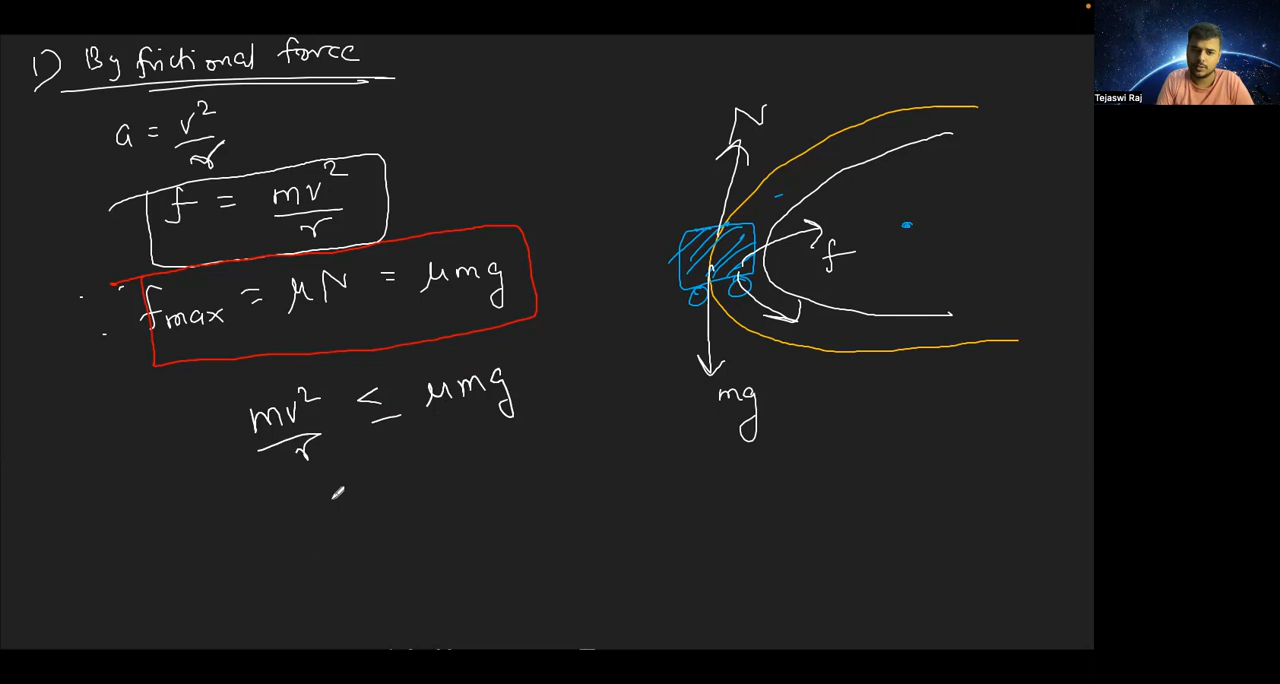 1) By frictional force
a = v²/r
f = mv²/r
∴ fmax = μN = μmg
mv²/r ≤ μmg
N
f
mg
Tejaswi Raj